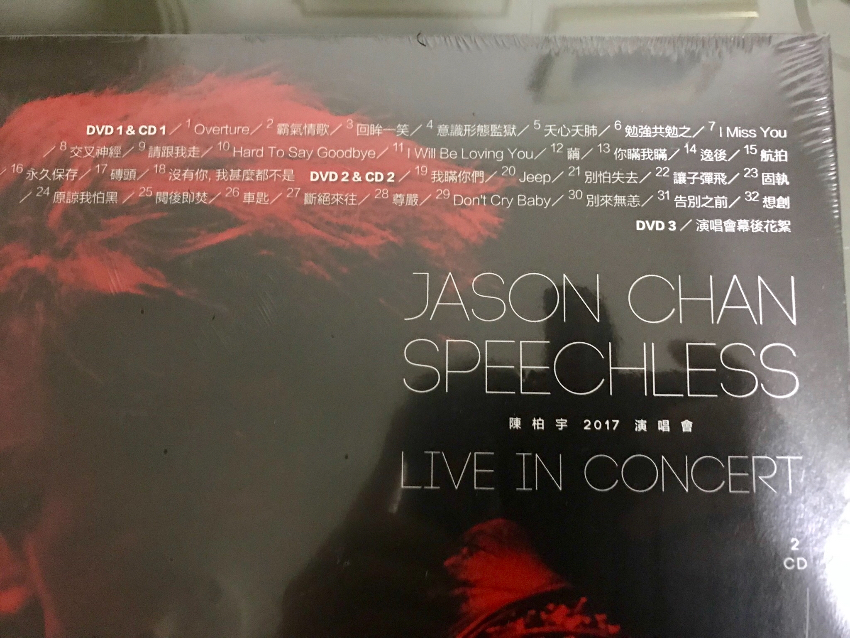 DVD 1 & CD 1 / 1 Overture / 2 霸氣情歌 / 3 回眸一笑 / 4 意識形態監獄 / 5 天心天肺 / 6 勉強共勉之 / 7 I Miss You
/ 8 交叉神經 / 9 請跟我走 / 10 Hard To Say Goodbye / 11 I Will Be Loving You / 12 繭 / 13 你瞞我瞞 / 14 逸後 / 15 航拍
16 永久保存 / 17 磚頭 / 18 沒有你, 我甚麼都不是 DVD 2 & CD 2 / 19 我瞞你們 / 20 Jeep / 21 別怕失去 / 22 讓子彈飛 / 23 固執
/ 24 原諒我怕黑 / 25 閱後即焚 / 26 車匙 / 27 斷絕來往 / 28 尊嚴 / 29 Don't Cry Baby / 30 別來無恙 / 31 告別之前 / 32 想創
DVD 3 / 演唱會幕後花絮
JASON CHAN
SPEECHLESS
陳柏宇 2017 演唱會
LIVE IN CONCERT
2
CD